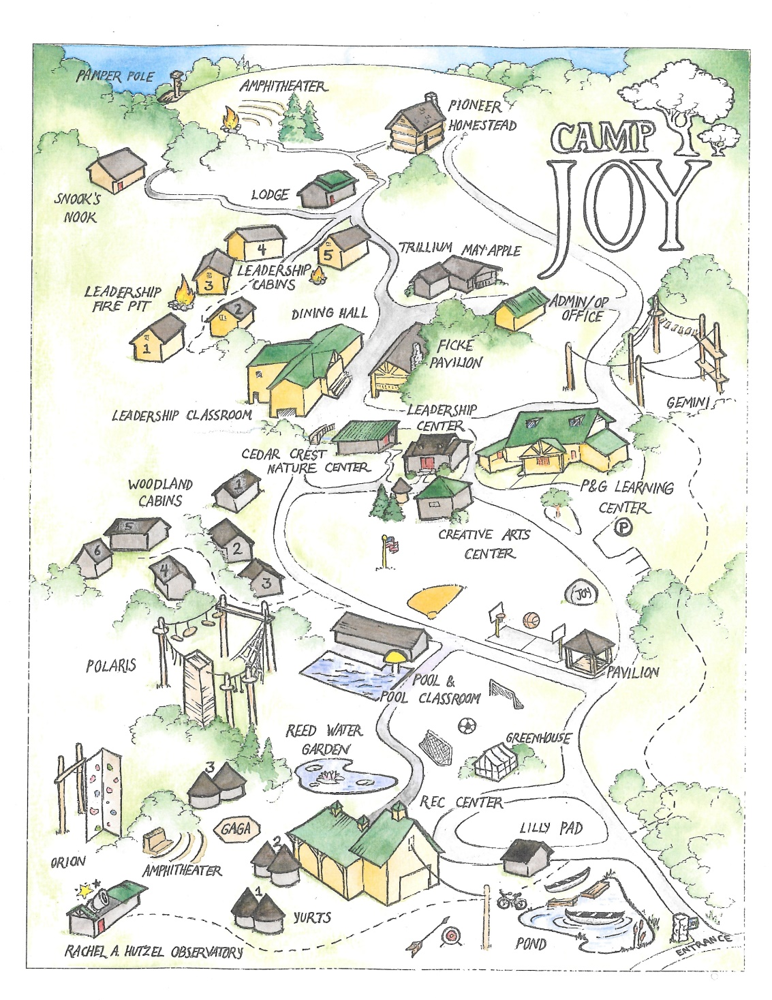 PAMPER POLE
AMPHITHEATER
PIONEER
HOMESTEAD
CAMP
JOY
SNOOK'S
NOOK
LODGE
4
5
3
2
1
LEADERSHIP
CABINS
LEADERSHIP
FIRE PIT
TRILLIUM MAY·APPLE
DINING HALL
ADMIN/OP
OFFICE
FICKE
PAVILION
GEMINI
LEADERSHIP CLASSROOM
LEADERSHIP
CENTER
CEDAR CREST
NATURE CENTER
WOODLAND
CABINS
1
5
6
2
4
3
P&G LEARNING
CENTER
P
CREATIVE ARTS
CENTER
JOY
POLARIS
PAVILION
POOL &
POOL CLASSROOM
REED WATER
GARDEN
GREENHOUSE
3
REC CENTER
GAGA
LILLY PAD
2
ORION
AMPHITHEATER
1
YURTS
POND
JOY
ENTRANCE
RACHEL A. HUTZEL OBSERVATORY